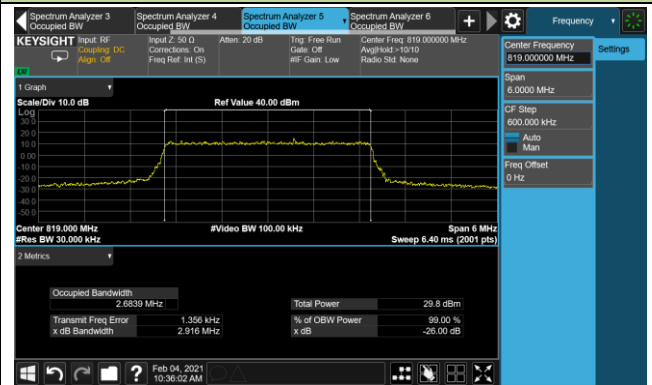 Spectrum Analyzer 3
Occupied BW
Spectrum Analyzer 4
Occupied BW
Spectrum Analyzer 5
Occupied BW
Spectrum Analyzer 6
Occupied BW
+
Frequency
KEYSIGHT
Input: RF
Coupling: DC
Align: Off
Input Z: 50 Ω
Corrections: On
Freq Ref: Int (S)
Atten: 20 dB
Trig: Free Run
Gate: Off
#IF Gain: Low
Center Freq: 819.000000 MHz
Avg|Hold:>10/10
Radio Std: None
Center Frequency
819.000000 MHz
Settings
Span
6.0000 MHz
CF Step
600.000 kHz
Auto
Man
Freq Offset
0 Hz
1 Graph
Scale/Div 10.0 dB
Ref Value 40.00 dBm
Log
30.0
20.0
10.0
0.00
-10.0
-20.0
-30.0
-40.0
-50.0
Center 819.000 MHz
#Video BW 100.00 kHz
Span 6 MHz
#Res BW 30.000 kHz
Sweep 6.40 ms (2001 pts)
2 Metrics
Occupied Bandwidth
2.6839 MHz
Total Power
29.8 dBm
Transmit Freq Error
1.356 kHz
% of OBW Power
99.00 %
x dB Bandwidth
2.916 MHz
x dB
-26.00 dB
?
Feb 04, 2021
10:36:02 AM